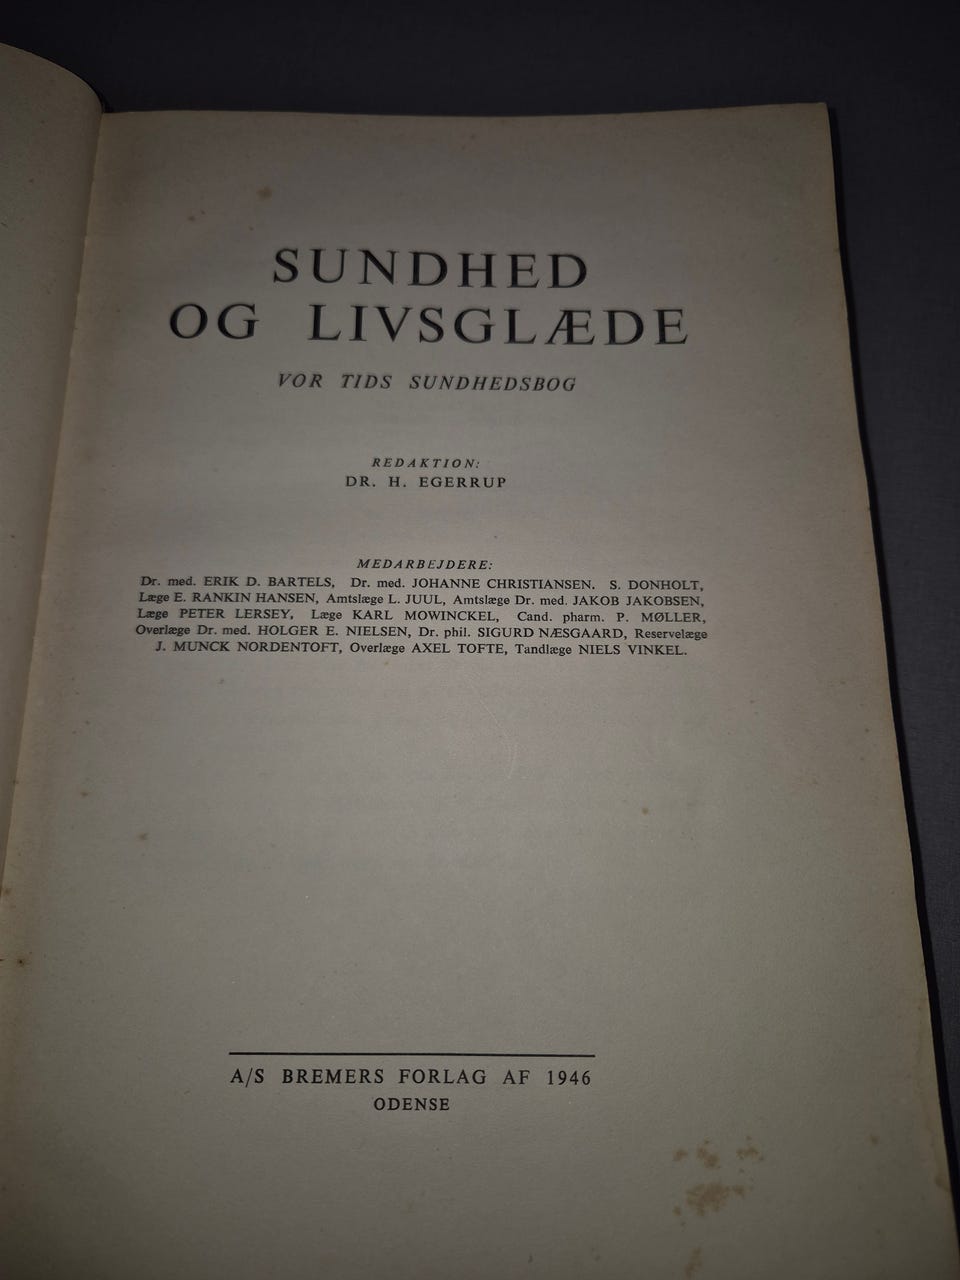 SUNDHED
OG LIVSGLÆDE
VOR TIDS SUNDHEDSBOG
REDAKTION:
DR. H. EGERRUP
MEDARBEJDERE:
Dr. med. ERIK D. BARTELS, Dr. med. JOHANNE CHRISTIANSEN, S. DONHOLT,
Læge E. RANKIN HANSEN, Amtslæge L. JUUL, Amtslæge Dr. med. JAKOB JAKOBSEN,
Læge PETER LERSEY, Læge KARL MOWINCKEL, Cand. pharm. P. MØLLER,
Overlæge Dr. med. HOLGER E. NIELSEN, Dr. phil. SIGURD NÆSGAARD, Reservelæge
J. MUNCK NORDENTOFT, Overlæge AXEL TOFTE, Tandlæge NIELS VINKEL.
A/S BREMERS FORLAG AF 1946
ODENSE